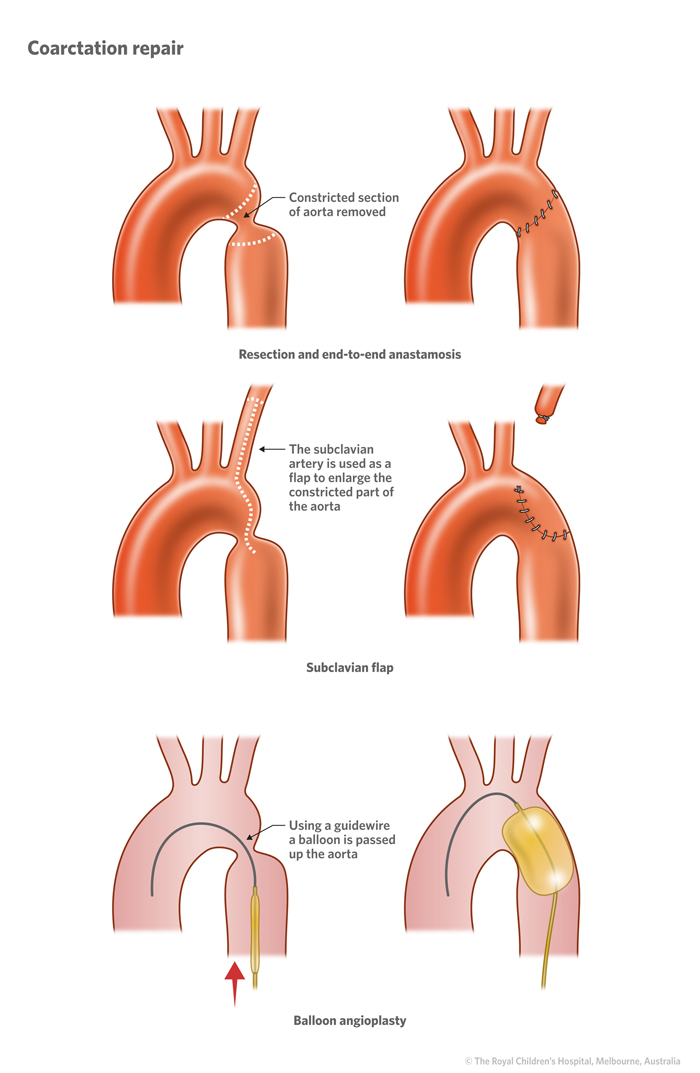 Coarctation repair
Constricted section
of aorta removed
Resection and end-to-end anastamosis
The subclavian
artery is used as a
flap to enlarge the
constricted part of
the aorta
Subclavian flap
Using a guidewire
a balloon is passed
up the aorta
Balloon angioplasty
© The Royal Children's Hospital, Melbourne, Australia